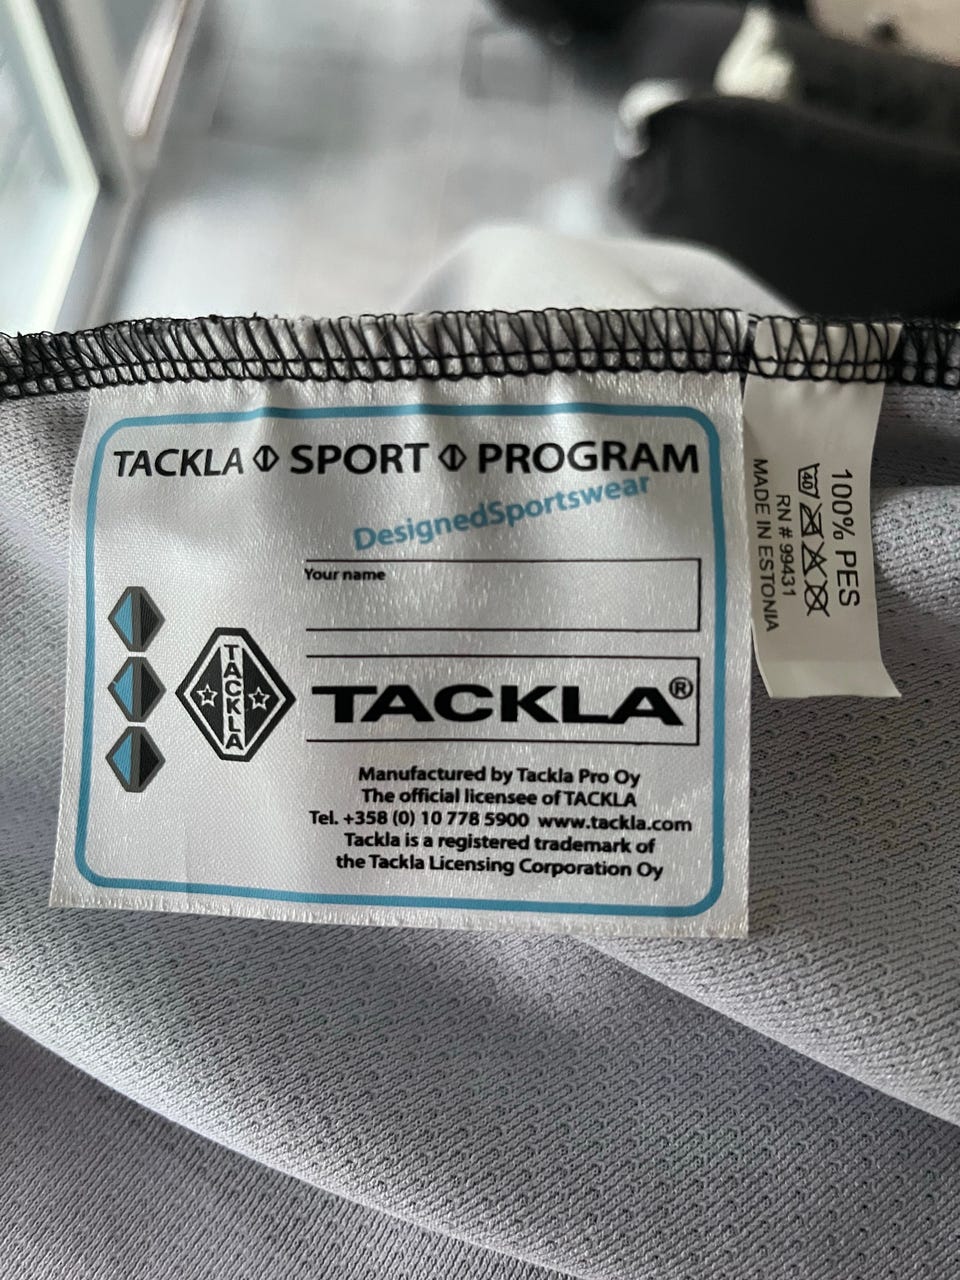 TACKLA SPORT PROGRAM
DesignedSportswear
Your name
TACKLA
TACKLA®
Manufactured by Tackla Pro Oy
The official licensee of TACKLA
Tel. +358 (0) 10 778 5900 www.tackla.com
Tackla is a registered trademark of
the Tackla Licensing Corporation Oy
100% PES
40
RN # 99431
MADE IN ESTONIA